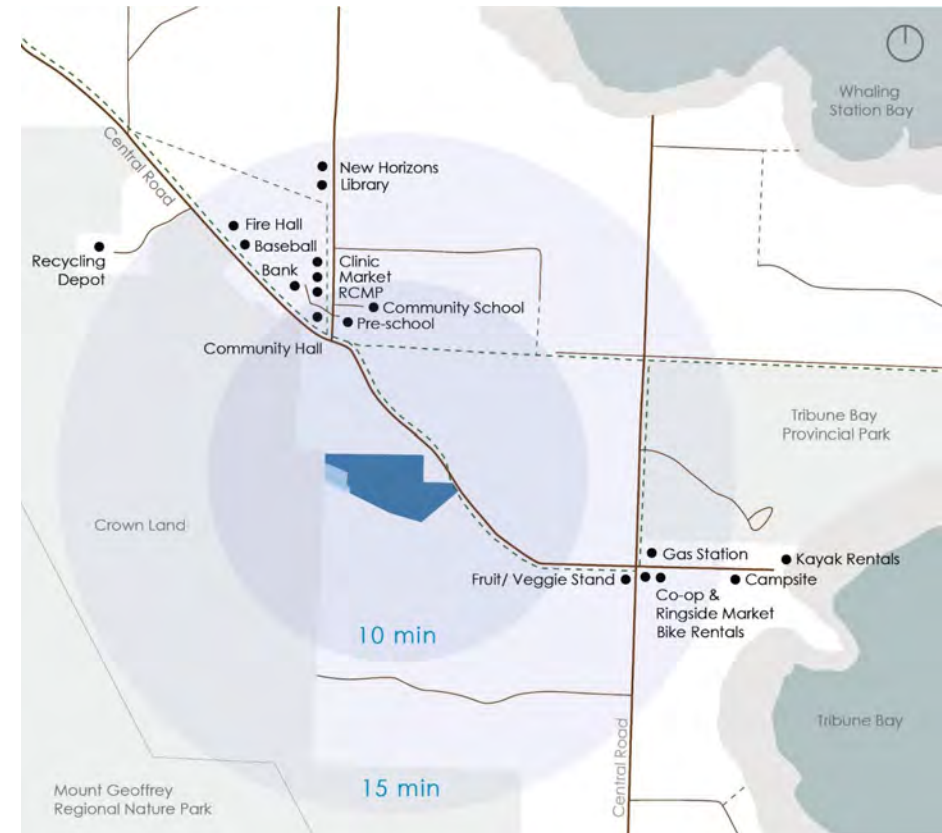 Whaling
Station Bay
Central Road
New Horizons
Library
Fire Hall
Baseball
Recycling
Depot
Bank
Clinic
Market
RCMP
Community School
Pre-school
Community Hall
Tribune Bay
Provincial Park
Crown Land
Gas Station
Kayak Rentals
Fruit/ Veggie Stand
Campsite
Co-op &
Ringside Market
Bike Rentals
10 min
Tribune Bay
Central Road
15 min
Mount Geoffrey
Regional Nature Park